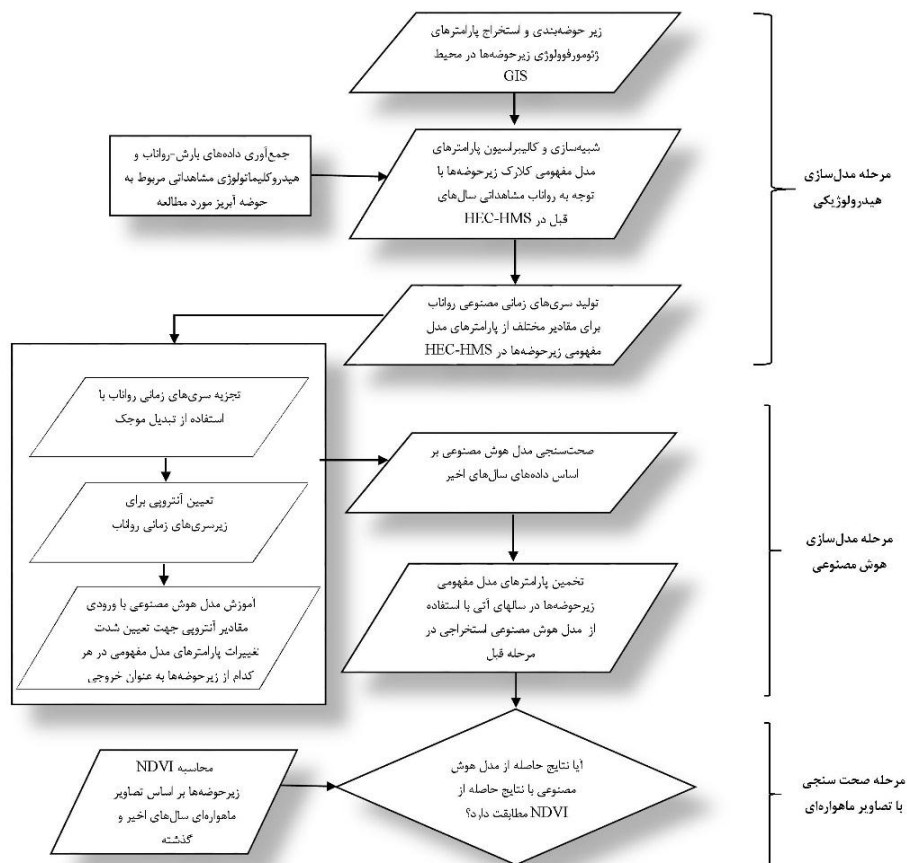 زیر حوضه‌بندی و استخراج پارامترهای
ژئومورفوولوژی زیرحوضه‌ها در محیط
GIS
جمع‌آوری داده‌های بارش-رواناب و
هیدروکلیماتولوژی مشاهداتی مربوط به
حوضه آبریز مورد مطالعه
شبیه‌سازی و کالیبراسیون پارامترهای
مدل مفهومی کلارک زیرحوضه‌ها با
توجه به رواناب مشاهداتی سال‌های
قبل در HEC-HMS
مرحله مدل‌سازی
هیدرولوژیکی
تولید سری‌های زمانی مصنوعی رواناب
برای مقادیر مختلف از پارامترهای مدل
مفهومی زیرحوضه‌ها در HEC-HMS
تجزیه سری‌های زمانی رواناب با
استفاده از تبدیل موجک
تعیین آنتروپی برای
زیرسری‌های زمانی رواناب
آموزش مدل هوش مصنوعی با ورودی
مقادیر آنتروپی جهت تعیین شدت
تغییرات پارامترهای مدل مفهومی در هر
کدام از زیرحوضه‌ها به عنوان خروجی
صحت‌سنجی مدل هوش مصنوعی بر
اساس داده‌های سال‌های اخیر
تخمین پارامترهای مدل مفهومی
زیرحوضه‌ها در سالهای آتی با استفاده
از مدل هوش مصنوعی استخراجی در
مرحله قبل
مرحله مدل‌سازی
هوش مصنوعی
محاسبه NDVI
زیرحوضه‌ها بر اساس تصاویر
ماهواره‌ای سال‌های اخیر و
گذشته
آیا نتایج حاصله از مدل هوش
مصنوعی با نتایج حاصله از
NDVI مطابقت دارد؟
مرحله صحت سنجی
با تصاویر ماهواره‌ای